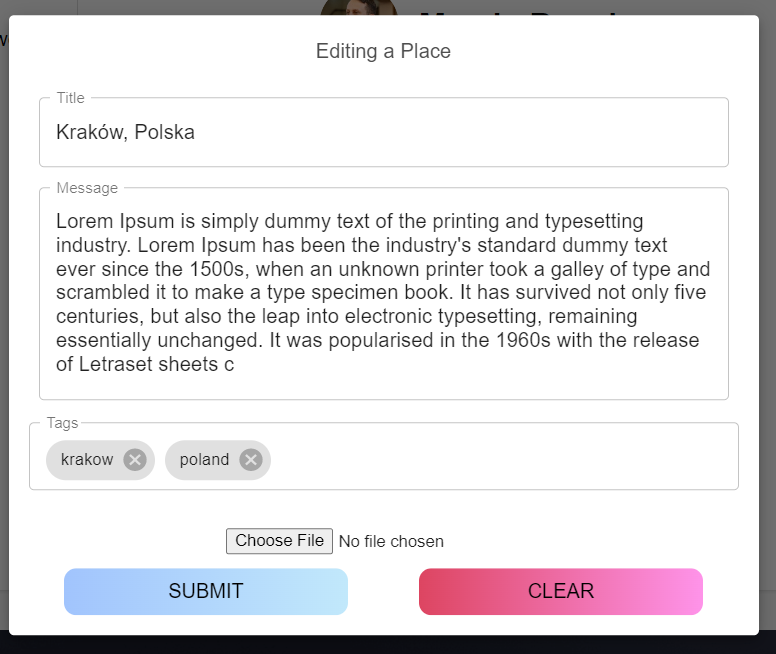 Editing a Place
Title
Kraków, Polska
Message
Lorem Ipsum is simply dummy text of the printing and typesetting
industry. Lorem Ipsum has been the industry's standard dummy text
ever since the 1500s, when an unknown printer took a galley of type and
scrambled it to make a type specimen book. It has survived not only five
centuries, but also the leap into electronic typesetting, remaining
essentially unchanged. It was popularised in the 1960s with the release
of Letraset sheets c
Tags
krakow
poland
Choose File No file chosen
SUBMIT
CLEAR